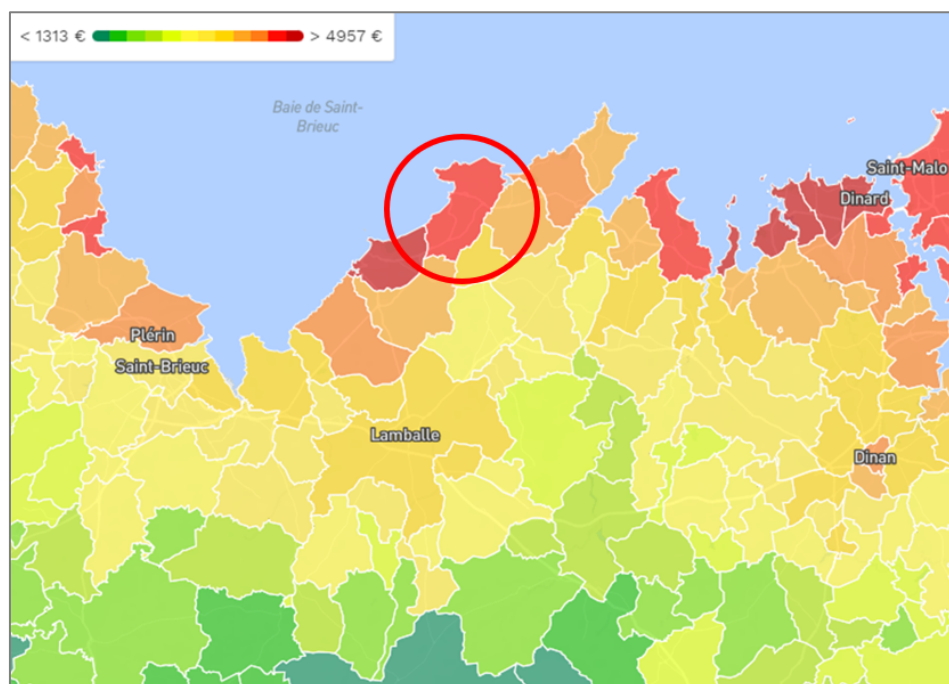 < 1313 € > 4957 €
Baie de Saint-
Brieuc
Saint-Malo
Dinard
Plérin
Saint-Brieuc
Lamballe
Dinan